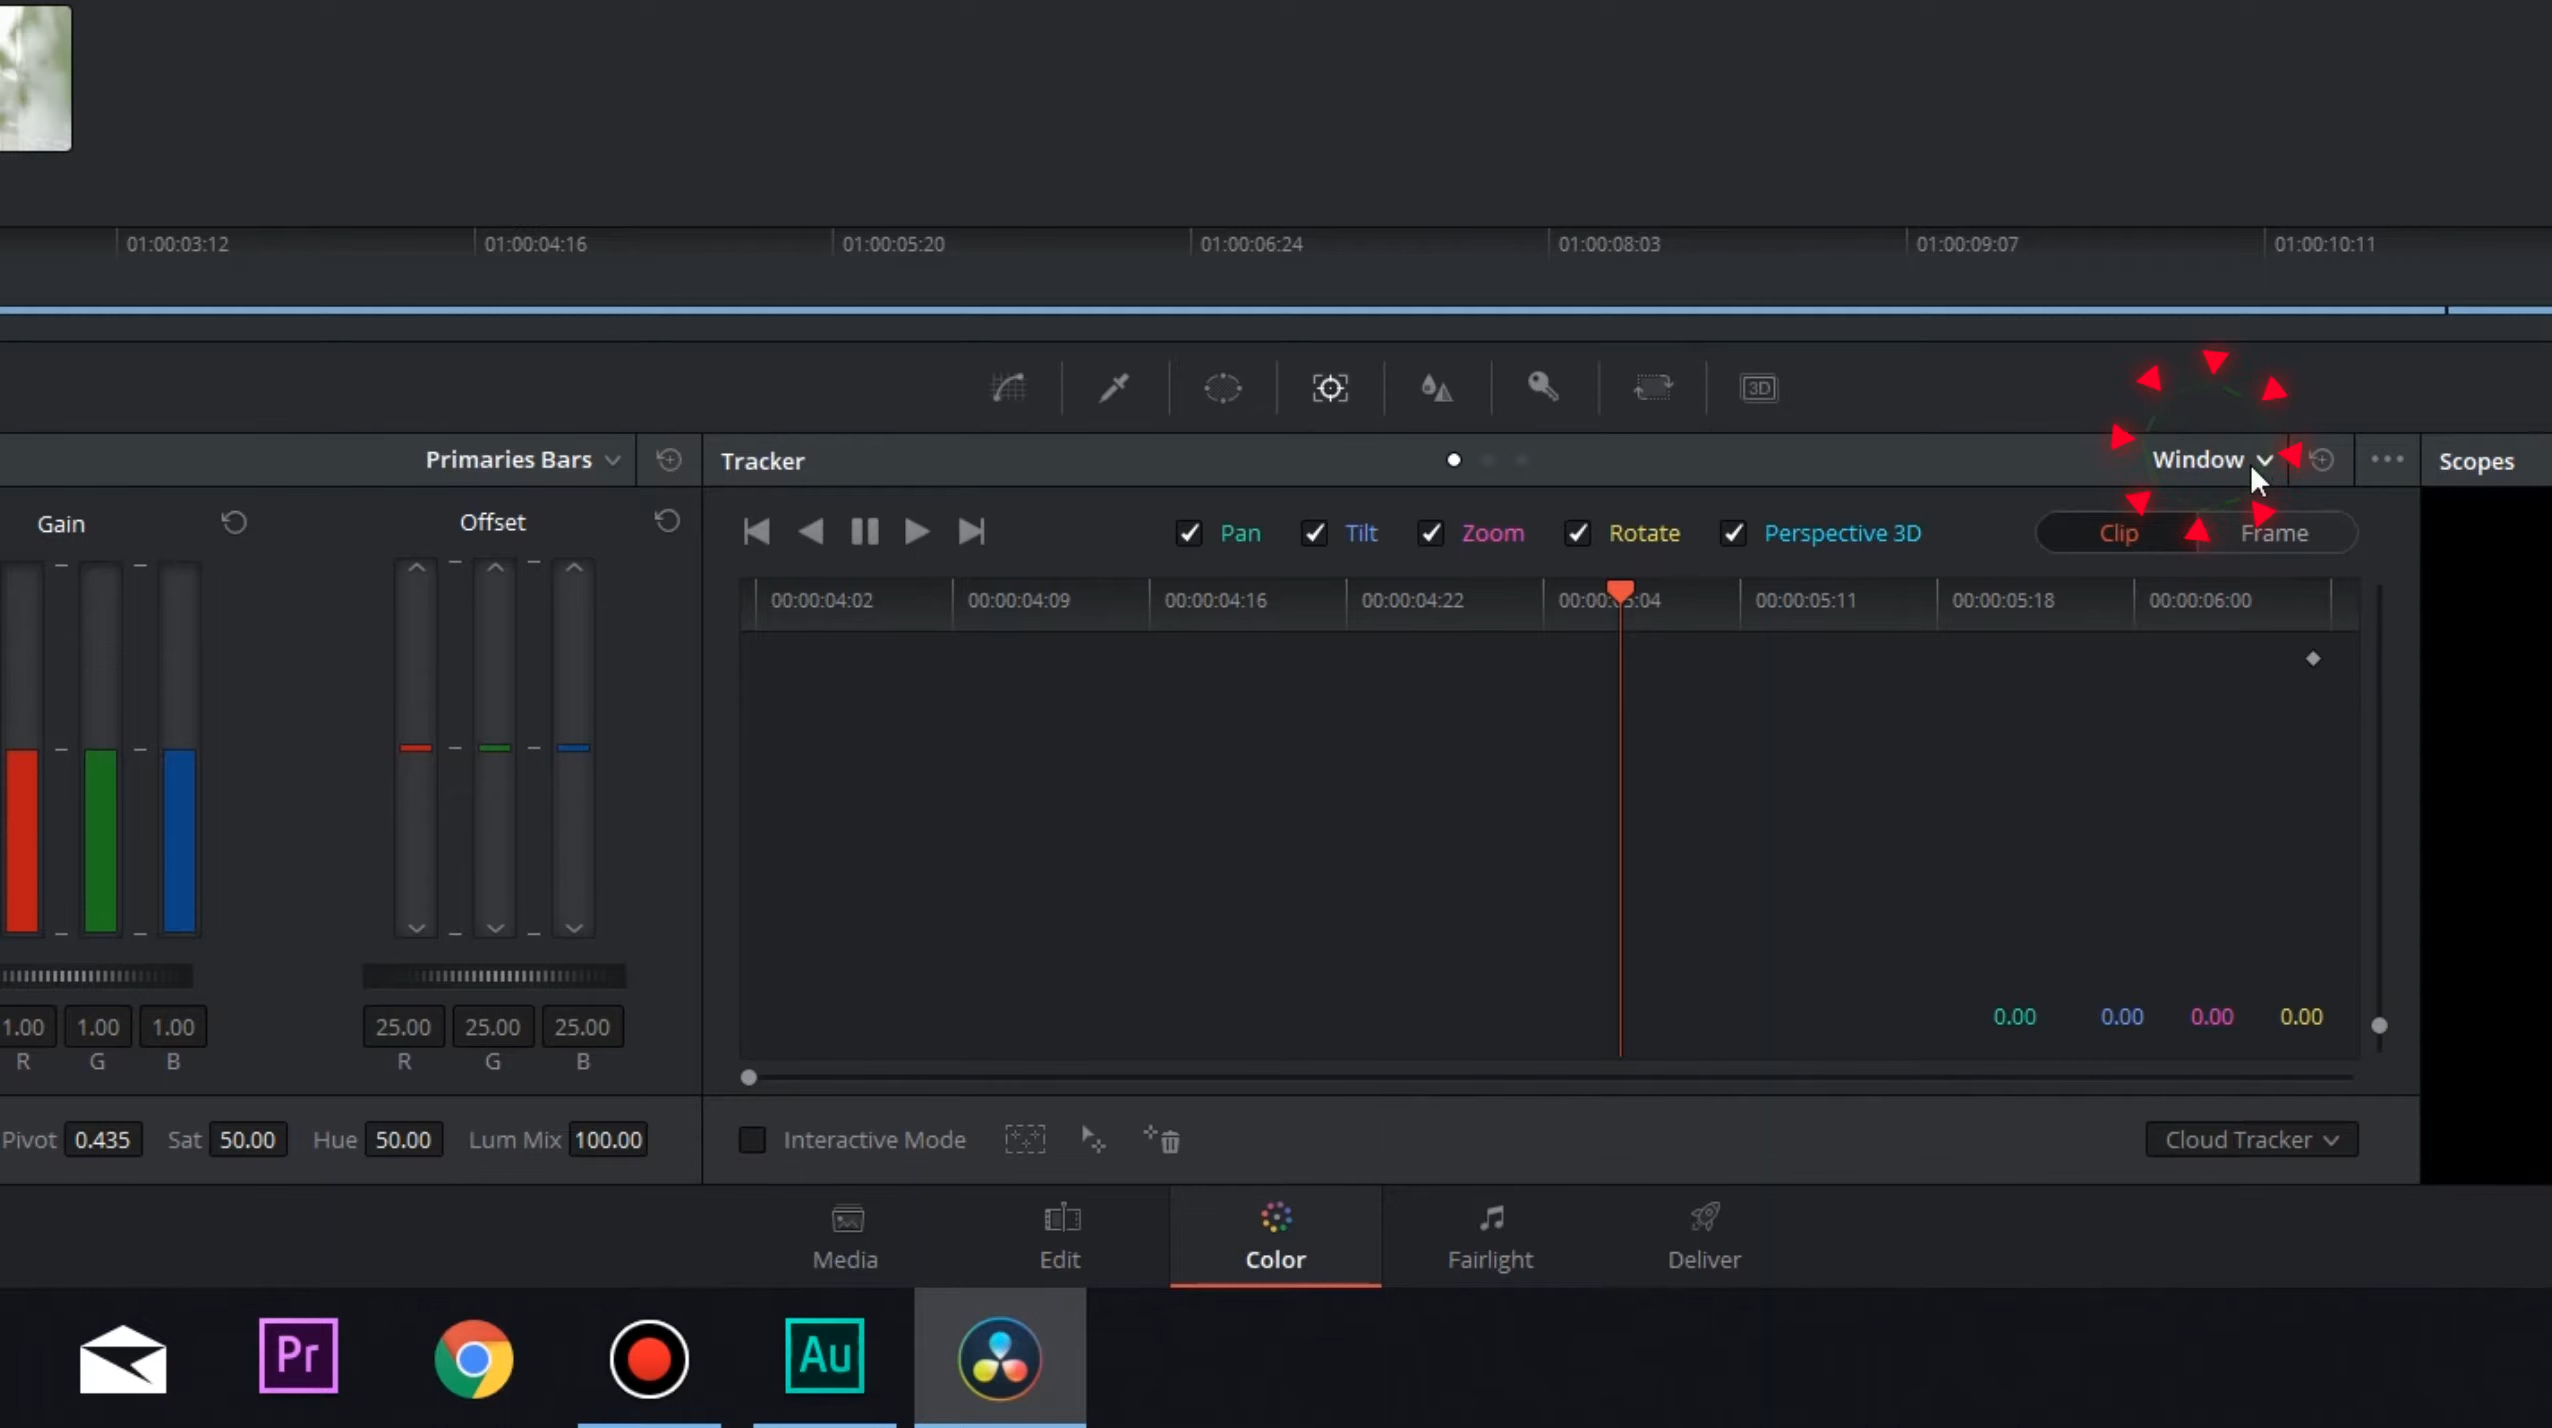 01:00:03:12 01:00:04:16 01:00:05:20 01:00:06:24 01:00:08:03 01:00:09:07 01:00:10:11
3D
Primaries Bars Tracker Window Scopes
Gain Offset Pan Tilt Zoom Rotate Perspective 3D Clip Frame
00:00:04:02 00:00:04:09 00:00:04:16 00:00:04:22 00:00:05:04 00:00:05:11 00:00:05:18 00:00:06:00
1.00 1.00 1.00 25.00 25.00 25.00 0.00 0.00 0.00 0.00
R G B R G B
Pivot 0.435 Sat 50.00 Hue 50.00 Lum Mix 100.00 Interactive Mode Cloud Tracker
Media Edit Color Fairlight Deliver
Pr Au